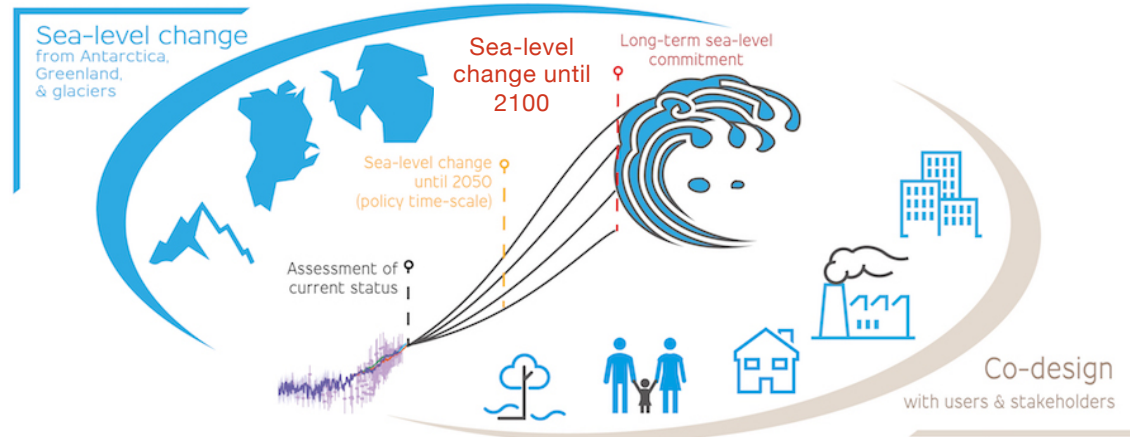 Sea-level change
from Antarctica,
Greenland,
& glaciers
Sea-level
change until
2100
Long-term sea-level
commitment
Sea-level change
until 2050
(policy time-scale)
Assessment of
current status
Co-design
with users & stakeholders